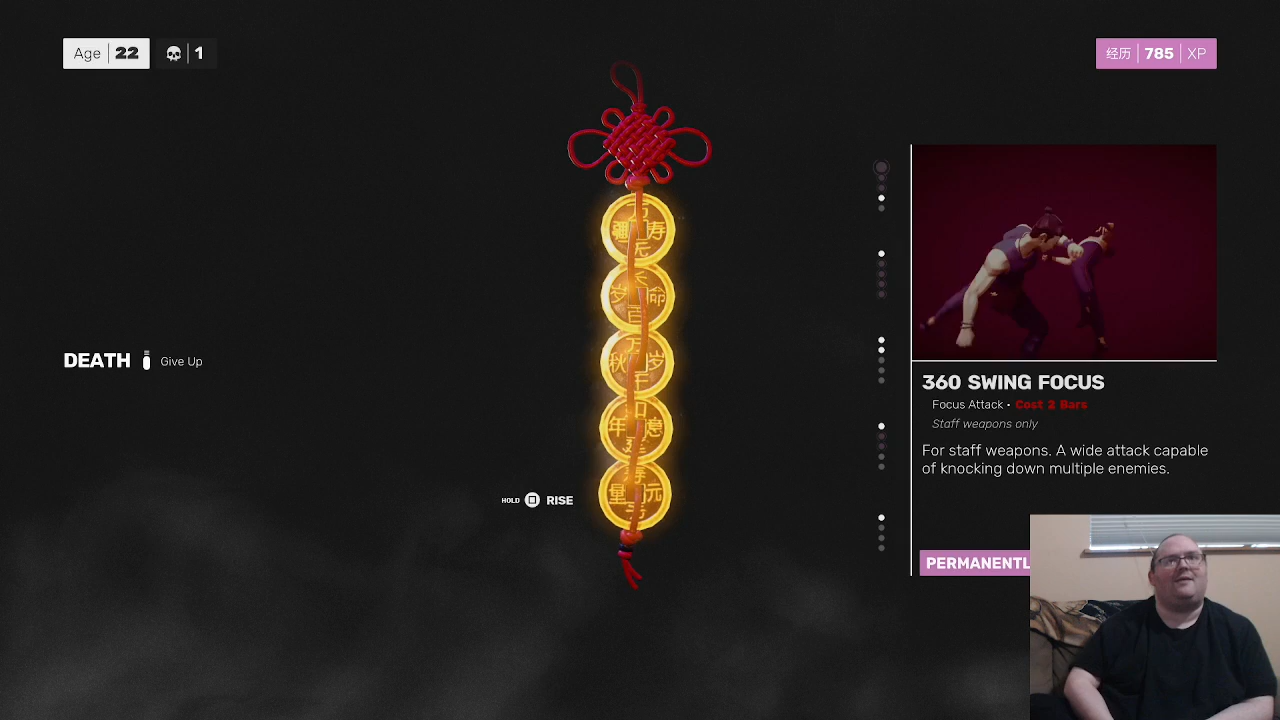 Age 22
1
经历 785 XP
DEATH Give Up
HOLD RISE
360 SWING FOCUS
Focus Attack • Cost 2 Bars
Staff weapons only
For staff weapons. A wide attack capable
of knocking down multiple enemies.